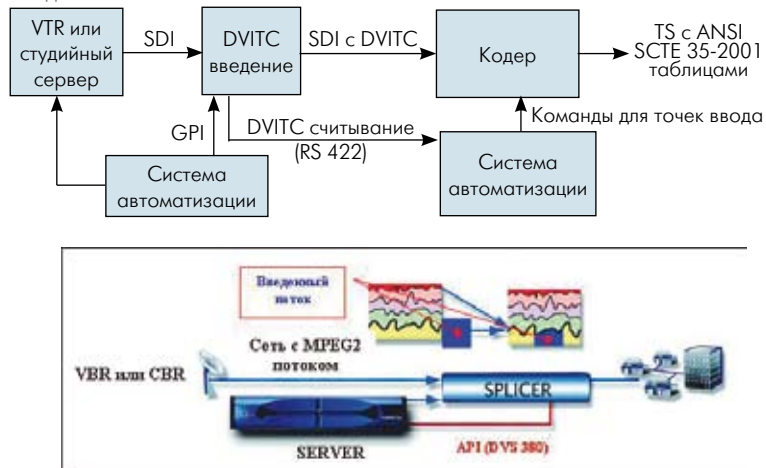 VTR или
студийный
сервер
SDI
DVITC
введение
SDI с DVITC
Кодер
TS с ANSI
SCTE 35-2001
таблицами
GPI
DVITC считывание
(RS 422)
Команды для точек ввода
Система
автоматизации
Система
автоматизации
Введенный
поток
Сеть с MPEG2
потоком
VBR или CBR
SPLICER
SERVER
API (DVS 380)